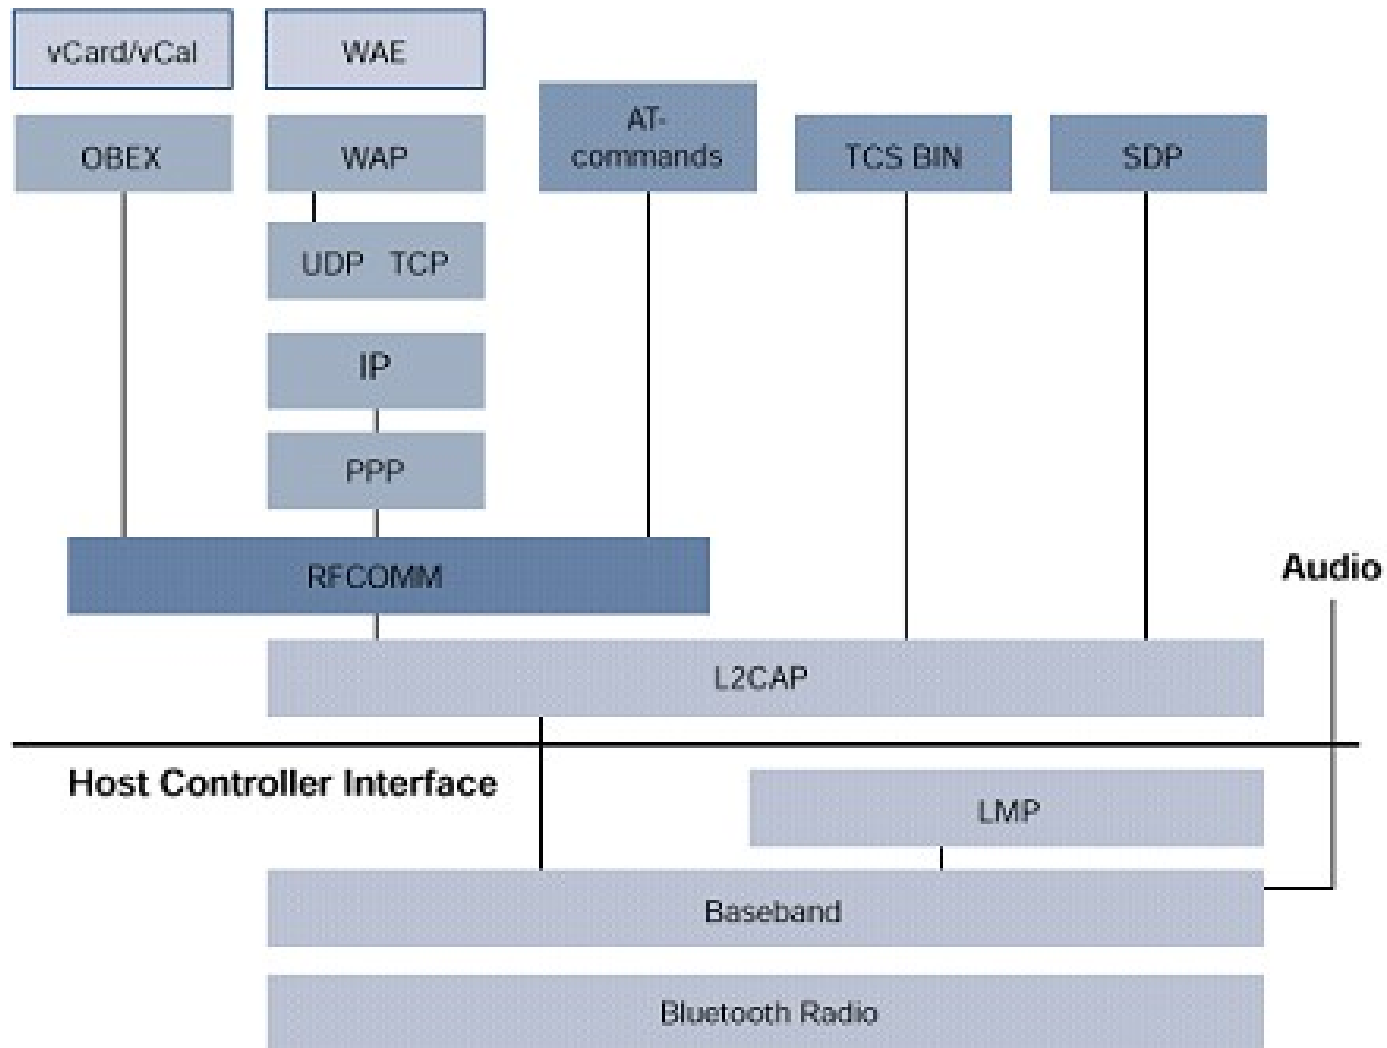 vCard/vCal
WAE
OBEX
WAP
AT-
commands
TCS BIN
SDP
UDP TCP
IP
PPP
RFCOMM
Audio
L2CAP
Host Controller Interface
LMP
Baseband
Bluetooth Radio